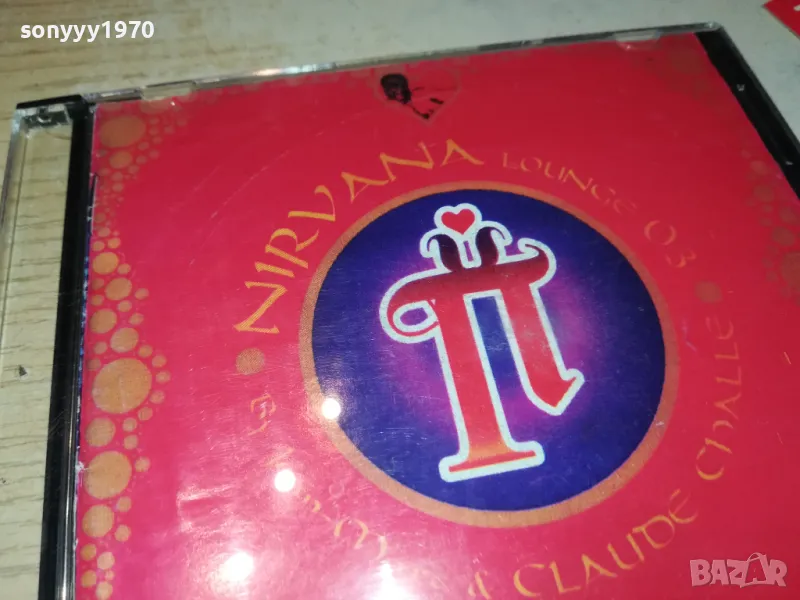 sonyyy1970
NIRVANA LOUNGE 03
CLAUDE CHALLE
BAZAR